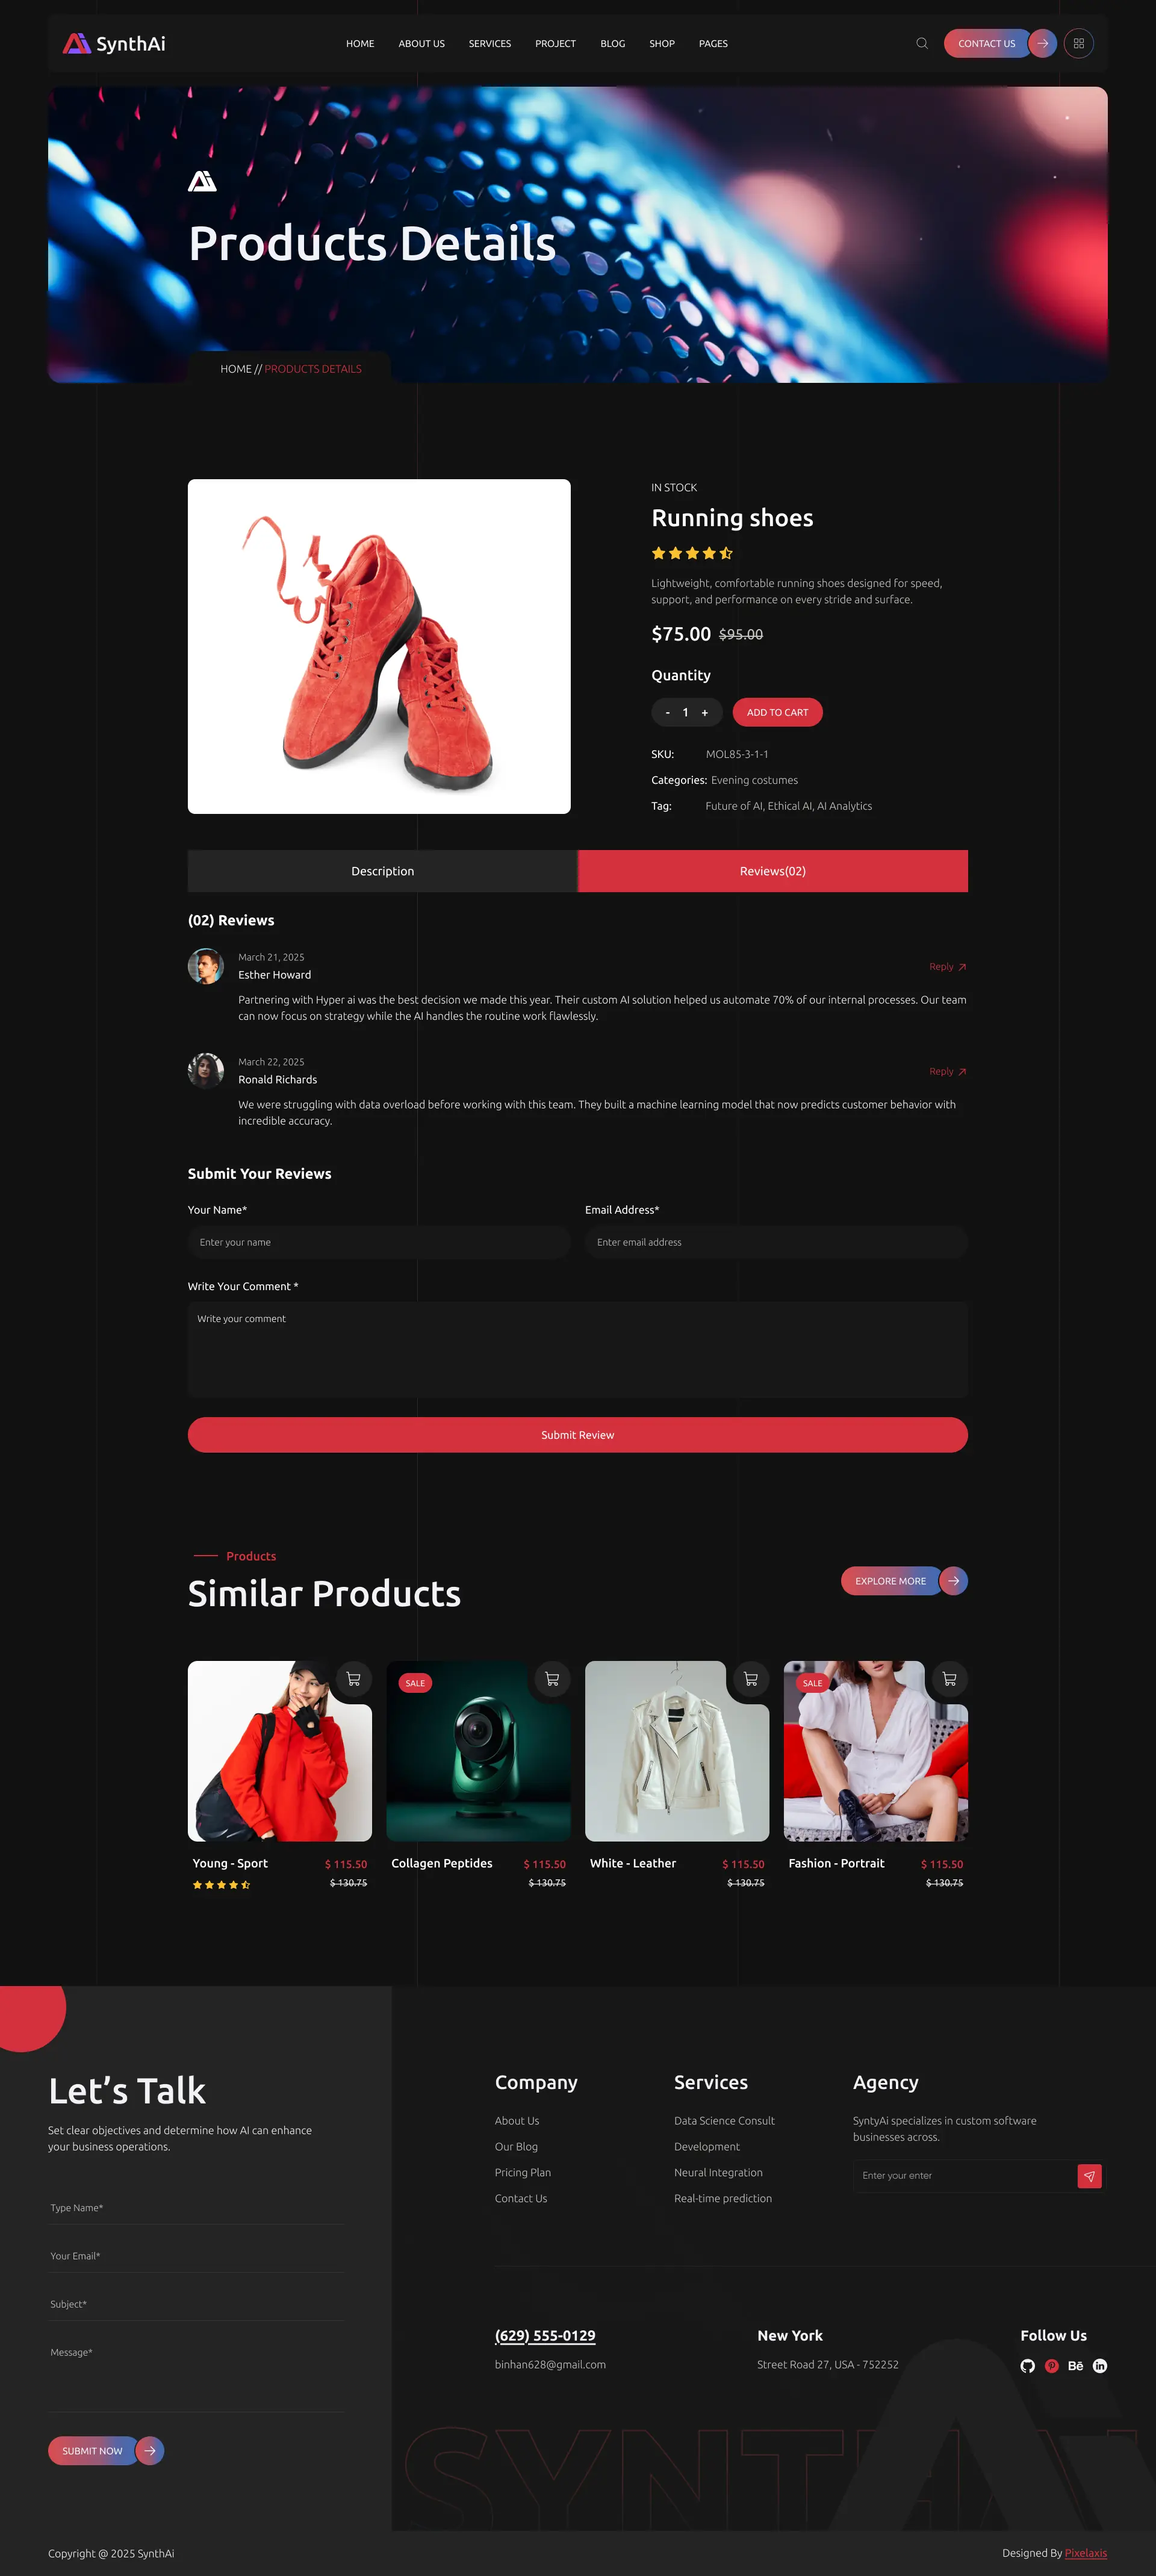 SynthAi
HOME ABOUT US SERVICES PROJECT BLOG SHOP PAGES
CONTACT US
Products Details
HOME // PRODUCTS DETAILS
IN STOCK
Running shoes
Lightweight, comfortable running shoes designed for speed,
support, and performance on every stride and surface.
$75.00 $95.00
Quantity
- 1 +
ADD TO CART
SKU: MOL85-3-1-1
Categories: Evening costumes
Tag: Future of AI, Ethical AI, AI Analytics
Description
Reviews(02)
(02) Reviews
March 21, 2025
Esther Howard
Reply
Partnering with Hyper ai was the best decision we made this year. Their custom AI solution helped us automate 70% of our internal processes. Our team
can now focus on strategy while the AI handles the routine work flawlessly.
March 22, 2025
Ronald Richards
Reply
We were struggling with data overload before working with this team. They built a machine learning model that now predicts customer behavior with
incredible accuracy.
Submit Your Reviews
Your Name*
Email Address*
Enter your name
Enter email address
Write Your Comment *
Write your comment
Submit Review
Products
Similar Products
EXPLORE MORE
SALE
SALE
Young - Sport
$ 115.50
$ 130.75
Collagen Peptides
$ 115.50
$ 130.75
White - Leather
$ 115.50
$ 130.75
Fashion - Portrait
$ 115.50
$ 130.75
Let’s Talk
Set clear objectives and determine how AI can enhance
your business operations.
Type Name*
Your Email*
Subject*
Message*
SUBMIT NOW
Company
About Us
Our Blog
Pricing Plan
Contact Us
Services
Data Science Consult
Development
Neural Integration
Real-time prediction
Agency
SyntyAi specializes in custom software
businesses across.
Enter your enter
(629) 555-0129
binhan628@gmail.com
New York
Street Road 27, USA - 752252
Follow Us
Bē
in
SYNTHAI
Copyright @ 2025 SynthAi
Designed By Pixelaxis